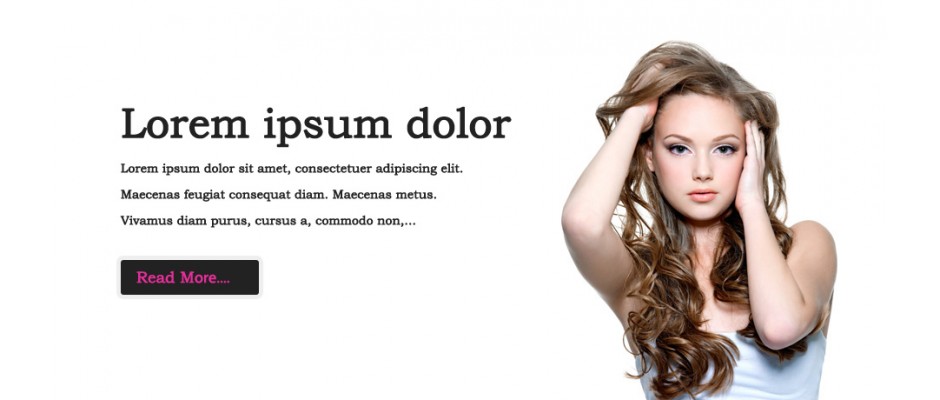 Lorem ipsum dolor
Lorem ipsum dolor sit amet, consectetuer adipiscing elit.
Maecenas feugiat consequat diam. Maecenas metus.
Vivamus diam purus, cursus a, commodo non,...
Read More....